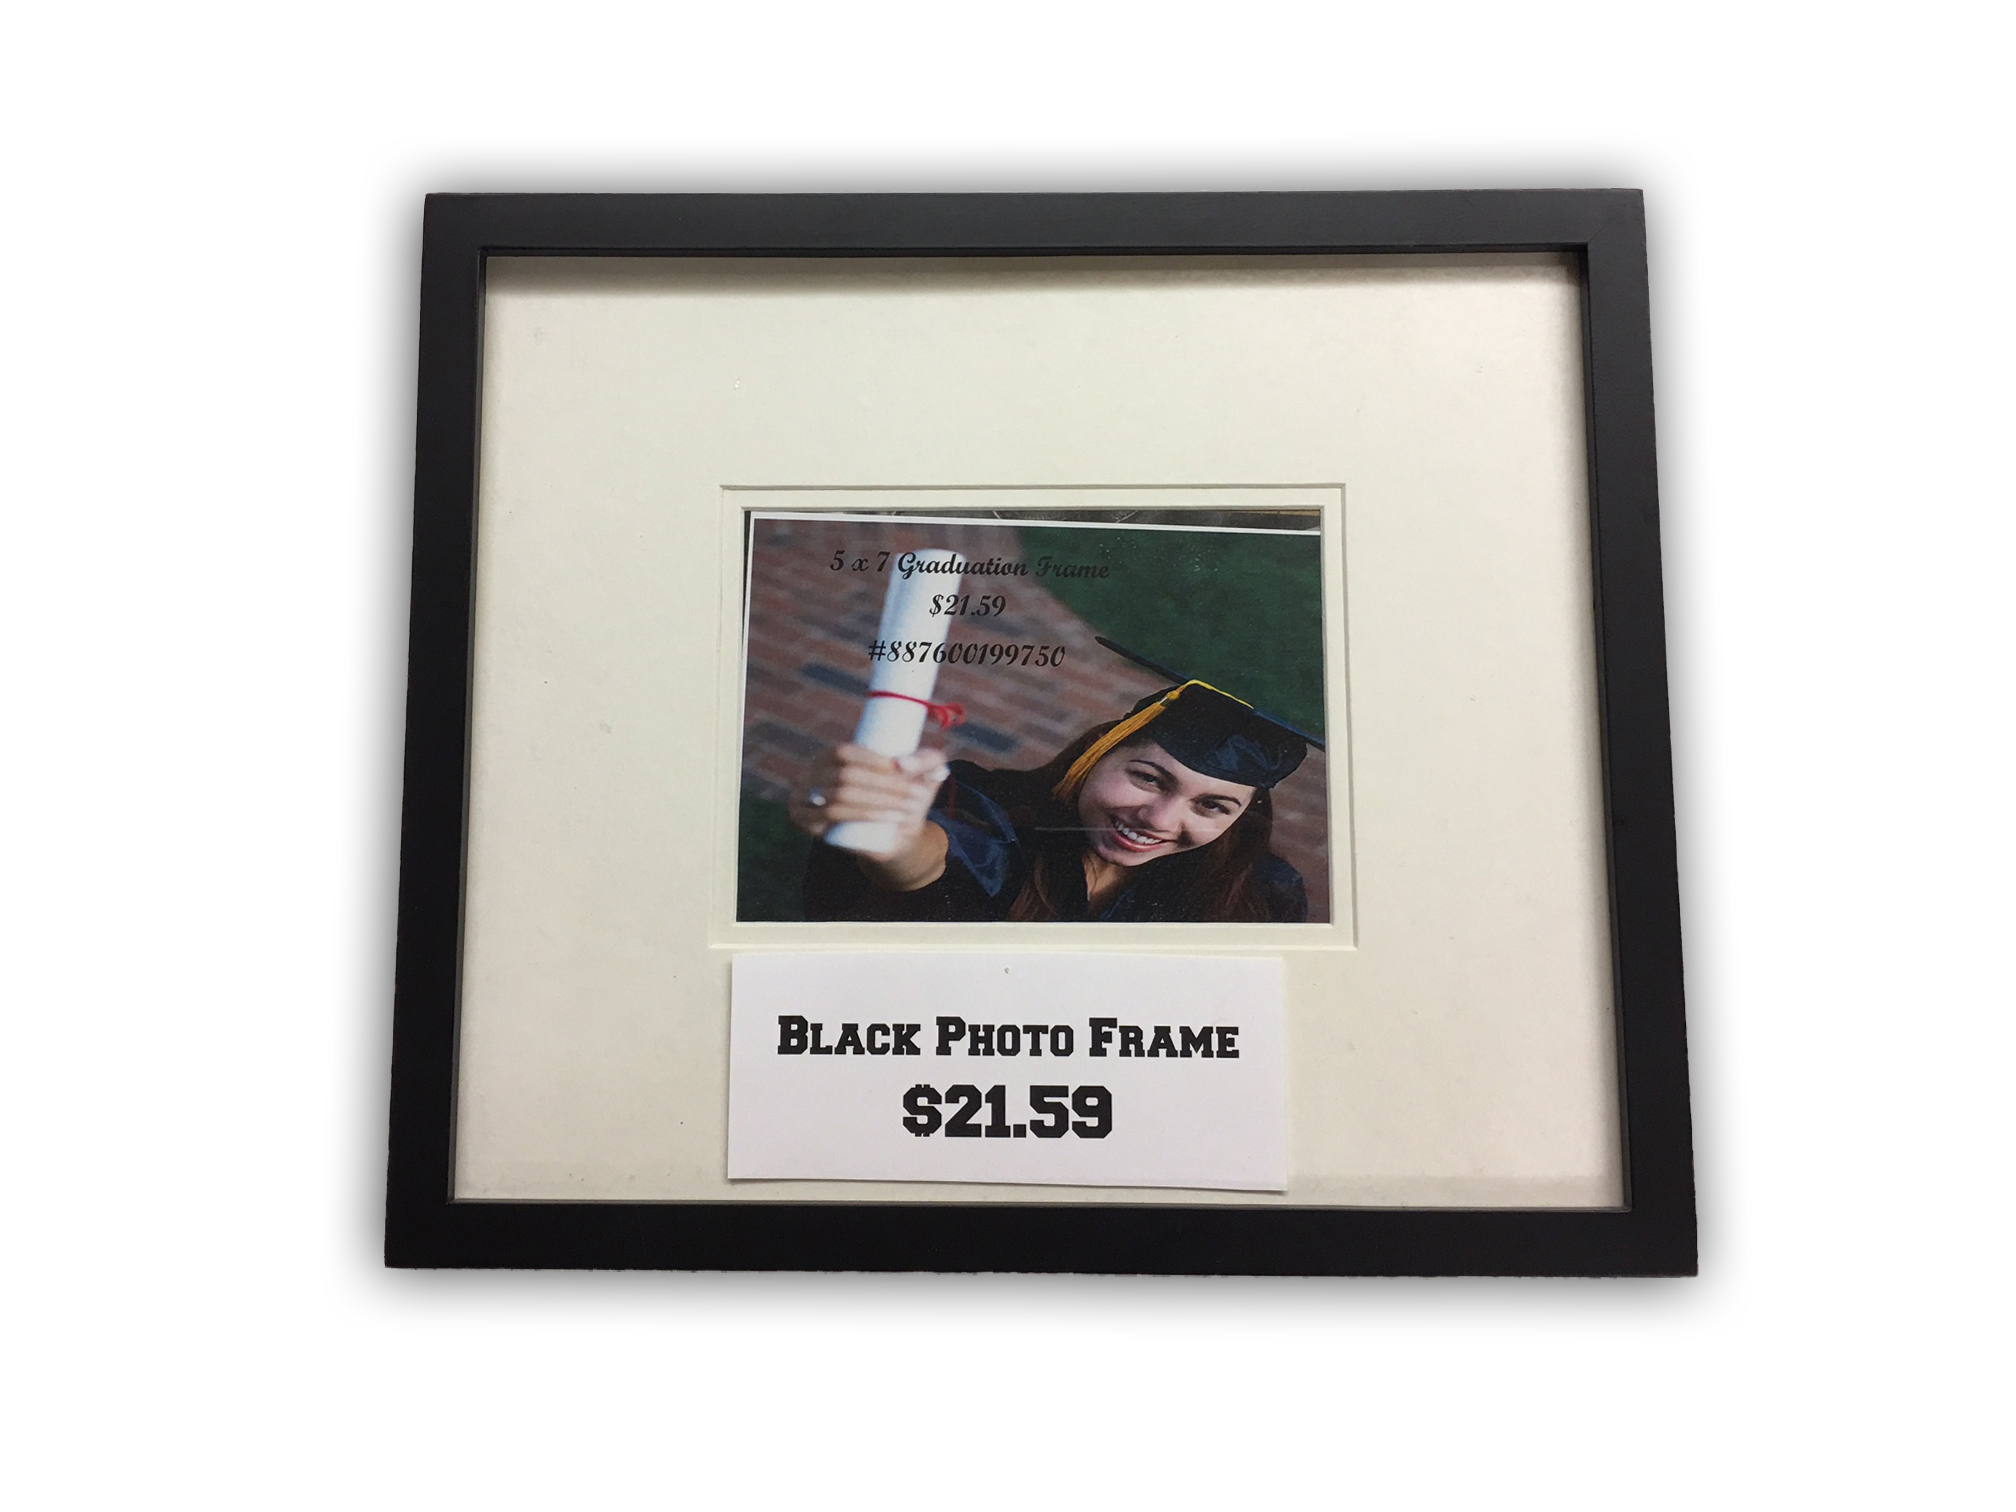 5 x 7 Graduation Frame
$21.59
#887600199750
BLACK PHOTO FRAME
$21.59